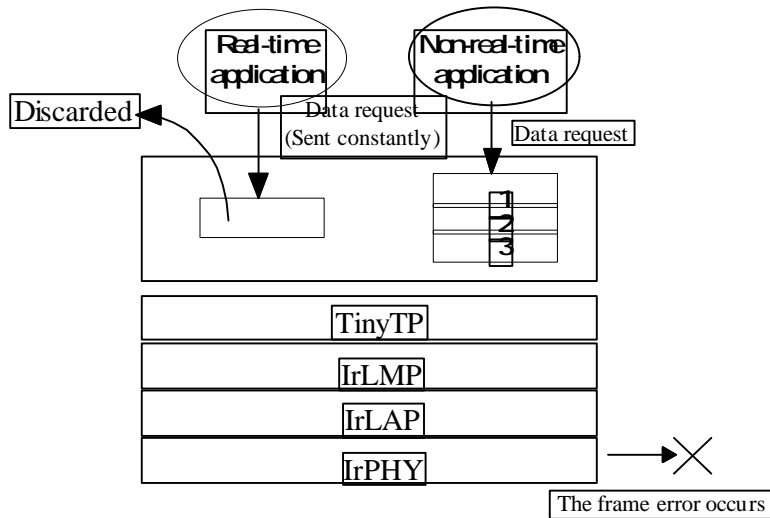 Real-time
application
Non-real-time
application
Discarded
Data request
(Sent constantly)
Data request
1
2
3
TinyTP
IrLMP
IrLAP
IrPHY
The frame error occurs